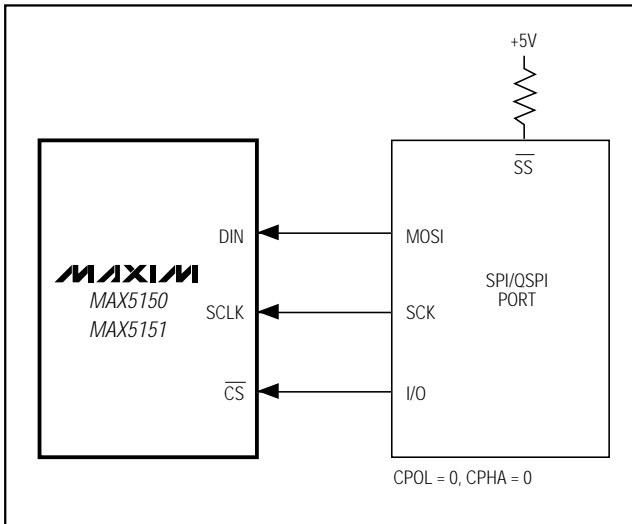 +5V
SS
DIN
MOSI
MAXIM
MAX5150
MAX5151
SPI/QSPI
PORT
SCLK
SCK
CS
I/O
CPOL = 0, CPHA = 0